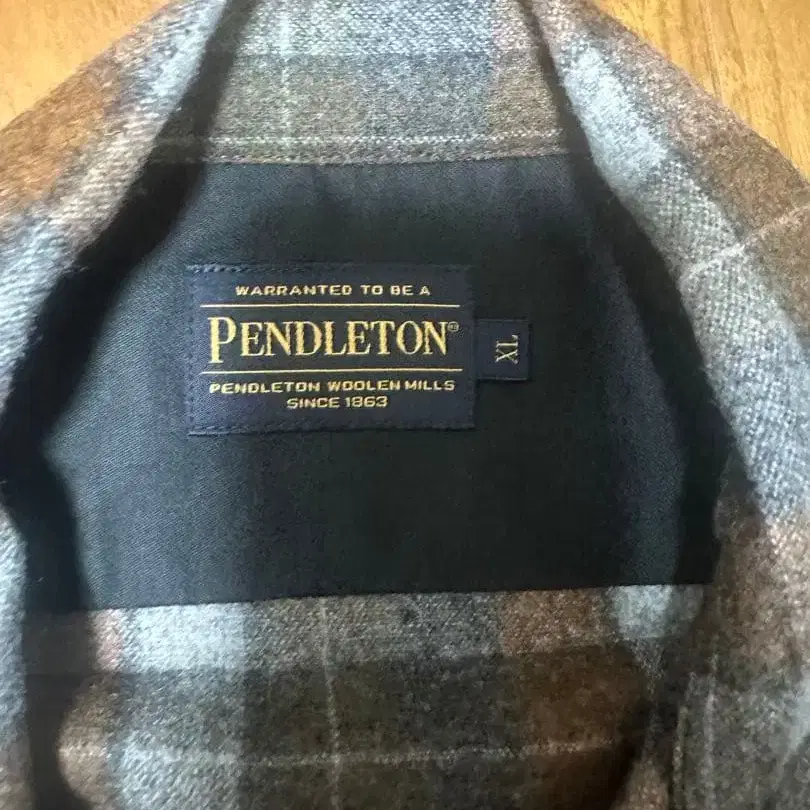 WARRANTED TO BE A
PENDLETON®
XL
PENDLETON WOOLEN MILLS
SINCE 1863